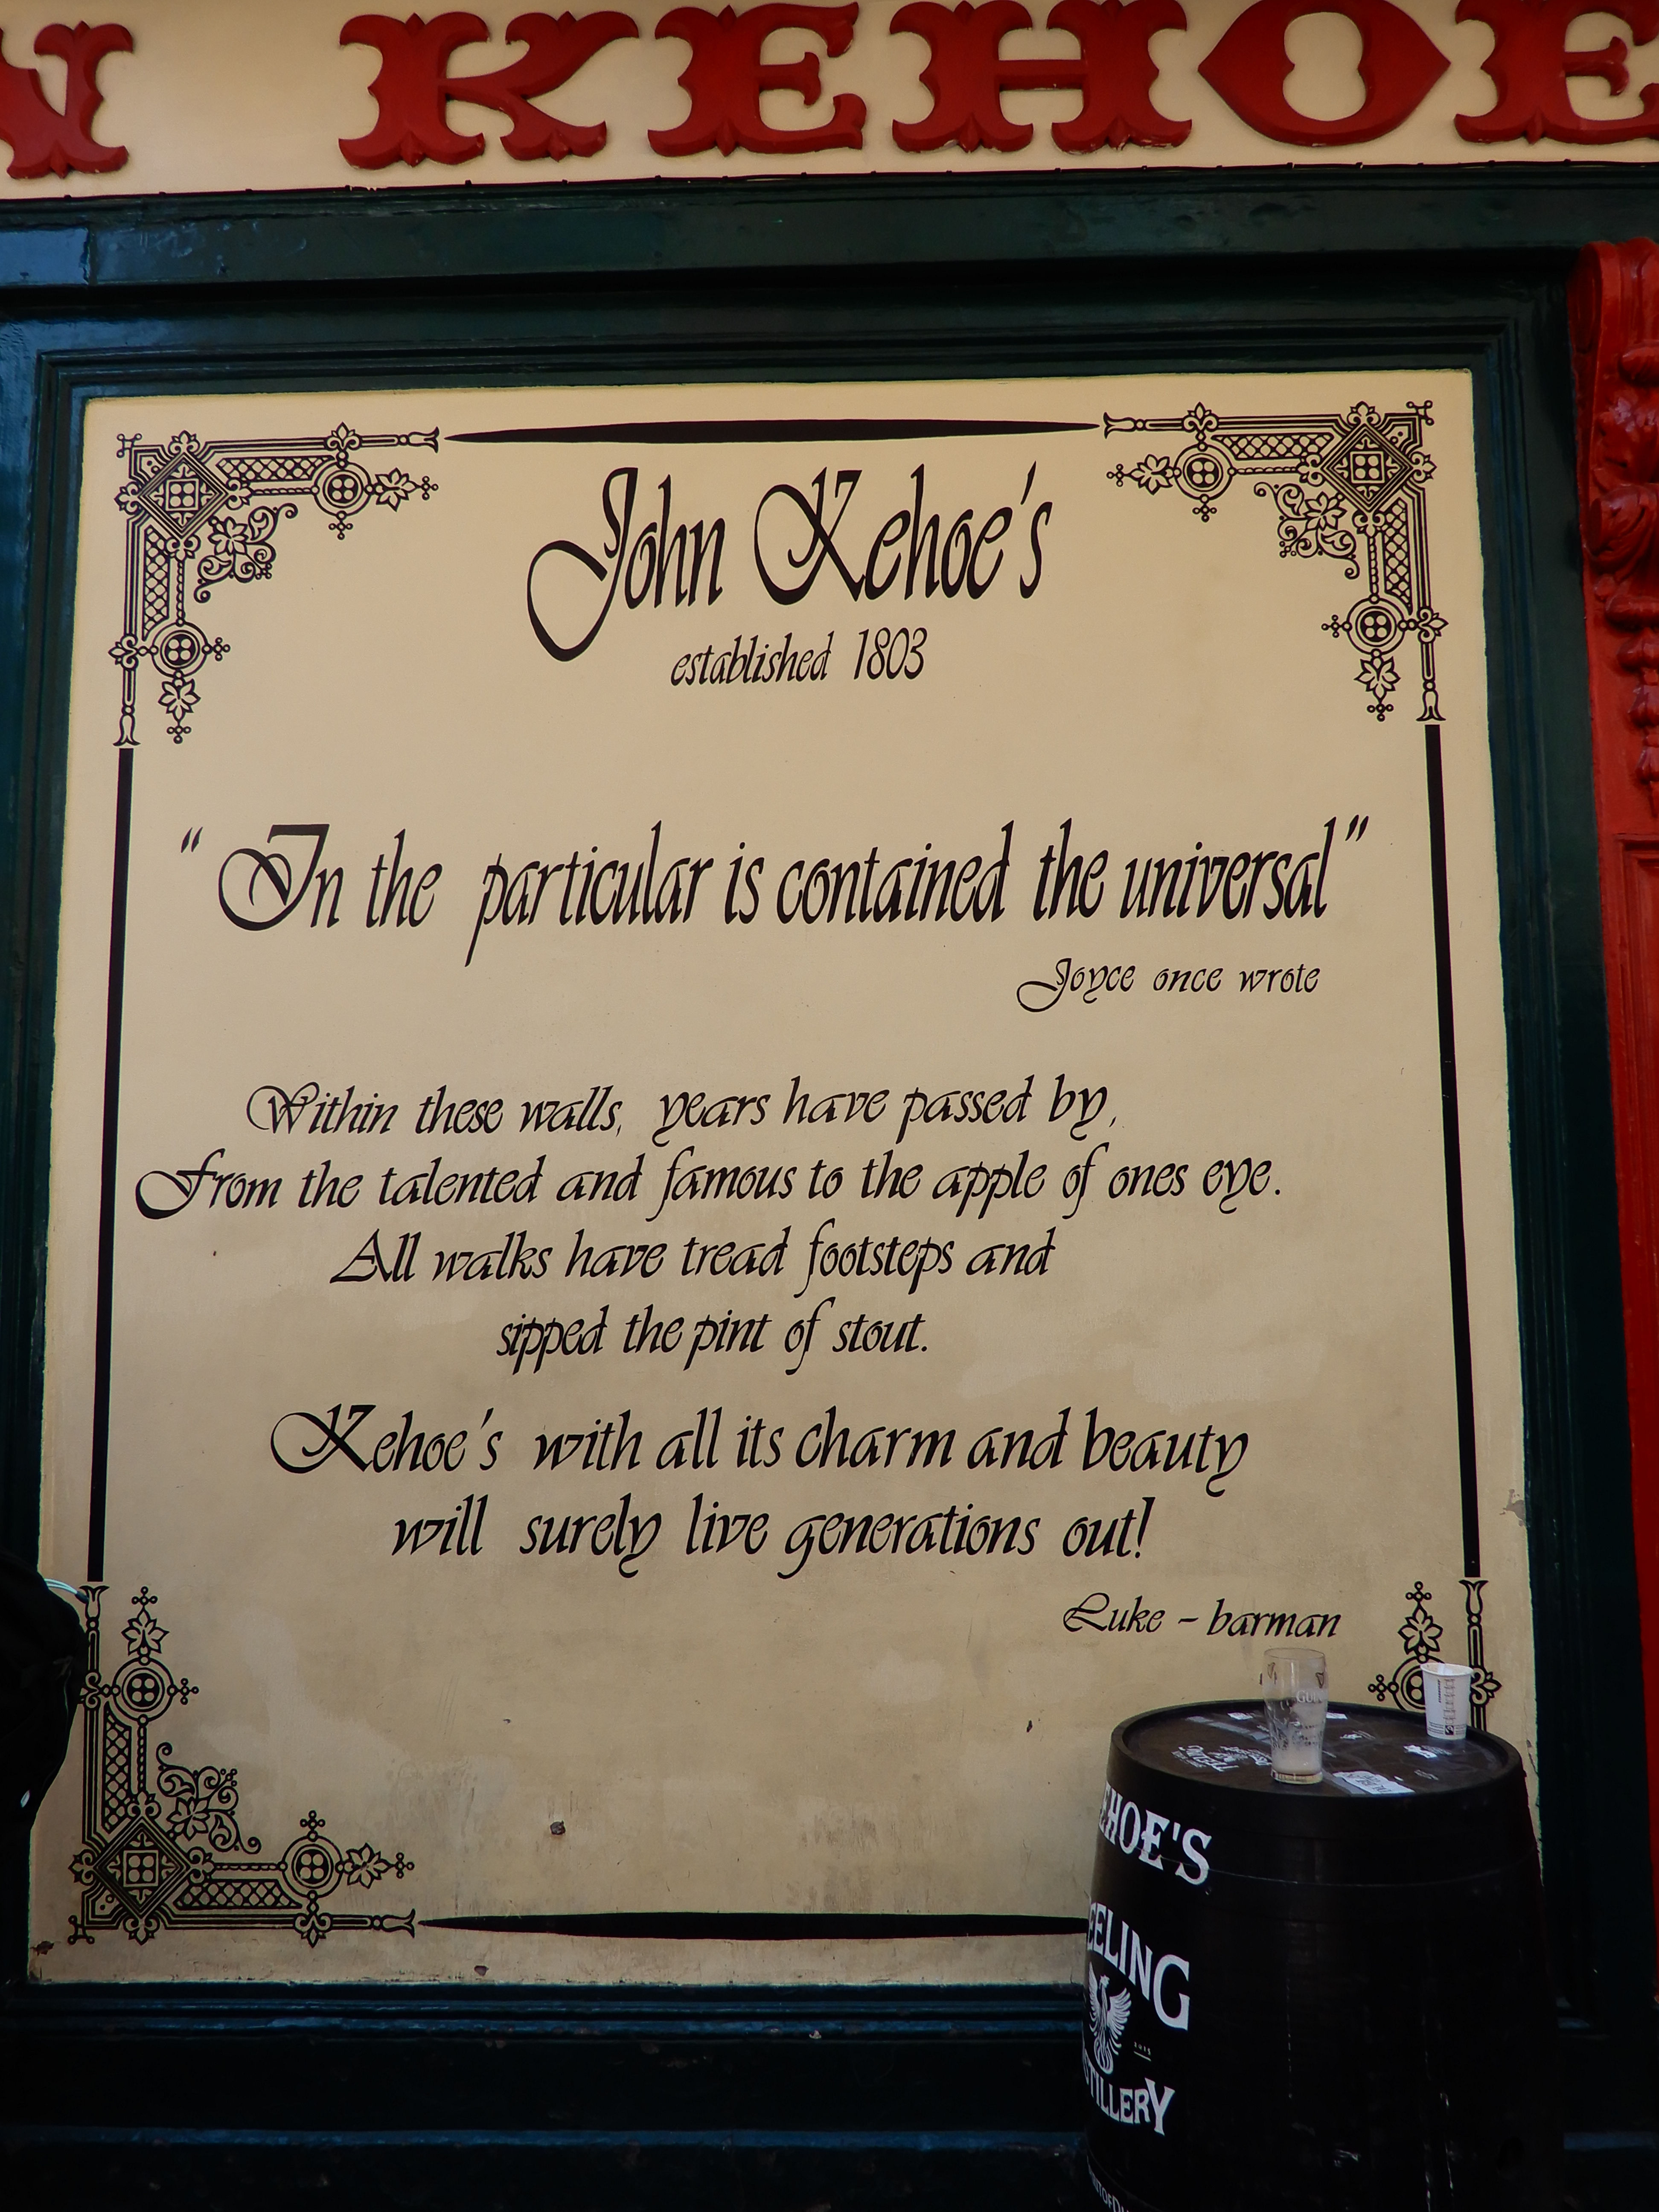 N KEHOE
John Kehoe's
established 1803
“In the particular is contained the universal”
Joyce once wrote
Within these walls, years have passed by,
From the talented and famous to the apple of ones eye.
All walks have tread footsteps and
sipped the pint of stout.
Kehoe's with all its charm and beauty
will surely live generations out!
Luke - barman
EHOE'S
EELING
TILLERY